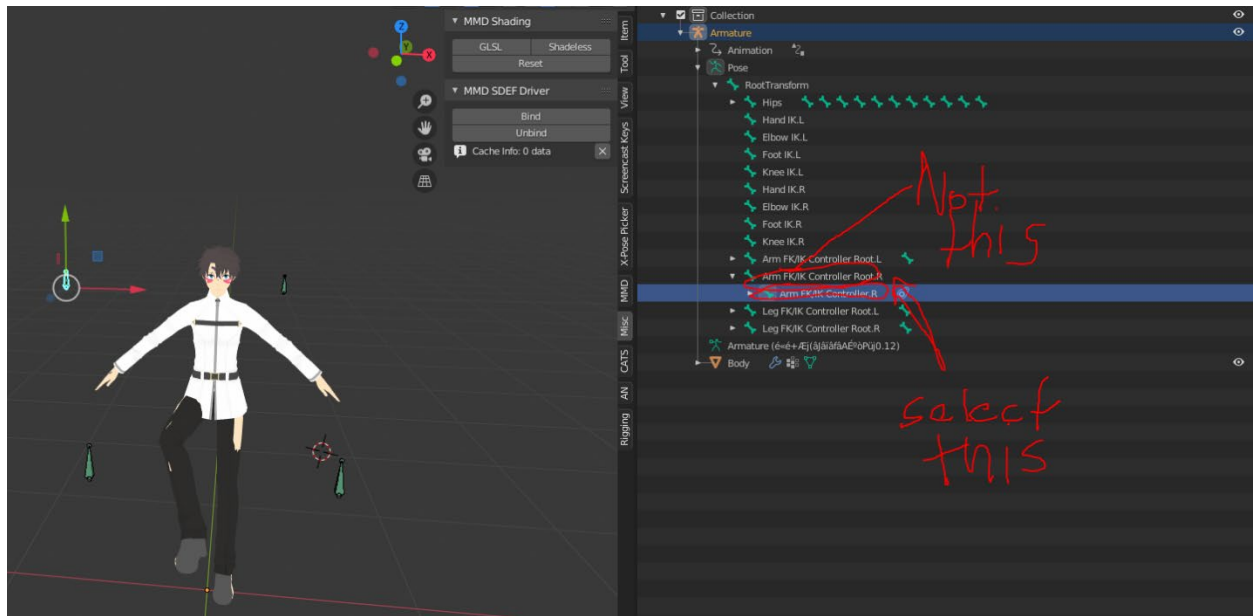 Z
Y
X
MMD Shading
GLSL
Shadeless
Reset
MMD SDEF Driver
Bind
Unbind
Cache Info: 0 data
Item
Tool
View
Screencast Keys
X-Pose Picker
MMD
Misc
CATS
AN
Rigging
Collection
Armature
Animation
Pose
RootTransform
Hips
Hand IK.L
Elbow IK.L
Foot IK.L
Knee IK.L
Hand IK.R
Elbow IK.R
Foot IK.R
Knee IK.R
Arm FK/IK Controller Root.L
Arm FK/IK Controller Root.R
Arm FK/IK Controller.R
Leg FK/IK Controller Root.L
Leg FK/IK Controller Root.R
Armature
Body
Not
this
select
this